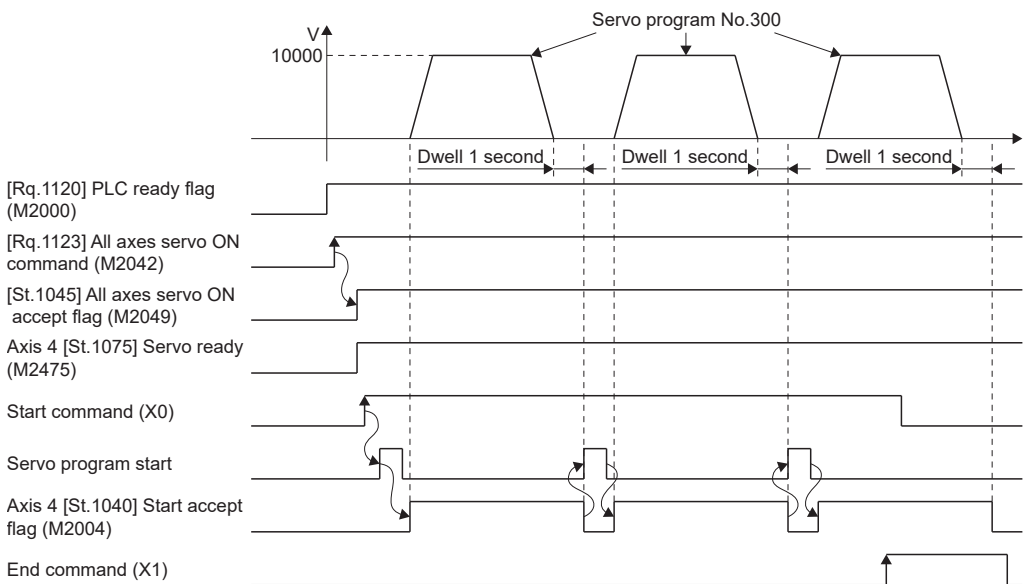 Servo program No.300
V
10000
Dwell 1 second
Dwell 1 second
Dwell 1 second
[Rq.1120] PLC ready flag
(M2000)
[Rq.1123] All axes servo ON
command (M2042)
[St.1045] All axes servo ON
accept flag (M2049)
Axis 4 [St.1075] Servo ready
(M2475)
Start command (X0)
Servo program start
Axis 4 [St.1040] Start accept
flag (M2004)
End command (X1)